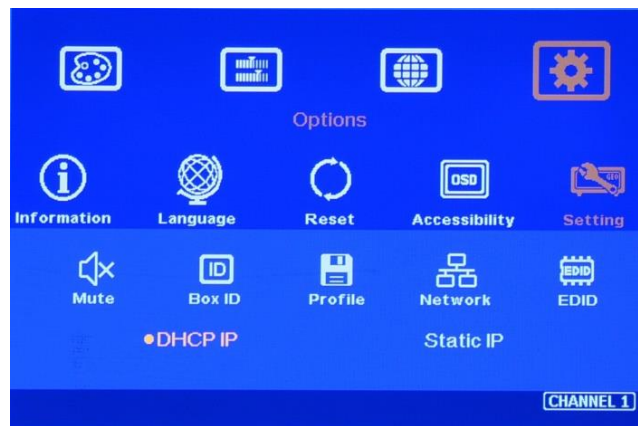 Options
OSD
GEO
Information Language Reset Accessibility Setting
ID
EDID
Mute Box ID Profile Network EDID
DHCP IP Static IP
CHANNEL 1